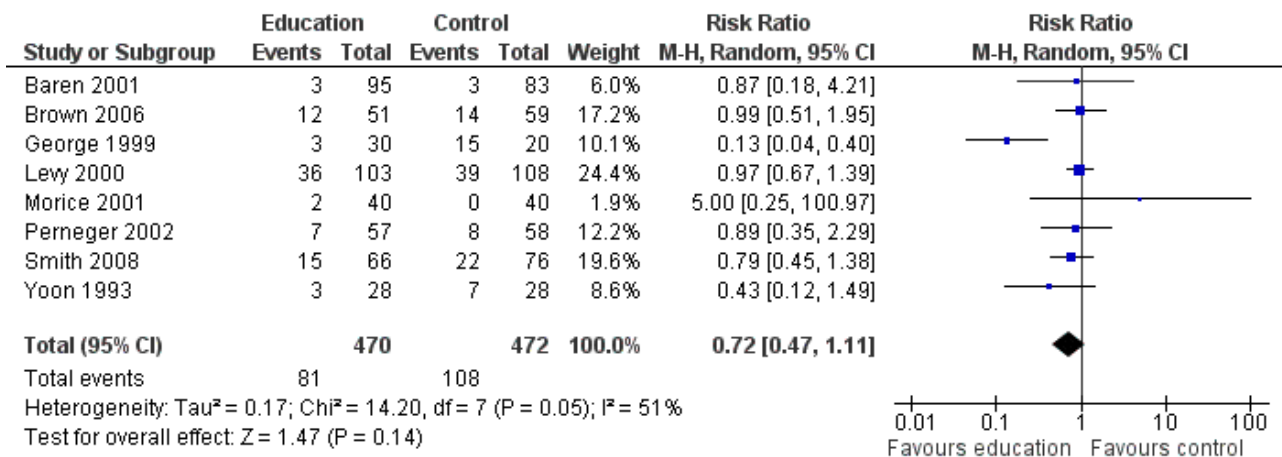 Education Control Risk Ratio Risk Ratio
Study or Subgroup Events Total Events Total Weight M-H, Random, 95% CI M-H, Random, 95% CI
Baren 2001 3 95 3 83 6.0% 0.87 [0.18, 4.21]
Brown 2006 12 51 14 59 17.2% 0.99 [0.51, 1.95]
George 1999 3 30 15 20 10.1% 0.13 [0.04, 0.40]
Levy 2000 36 103 39 108 24.4% 0.97 [0.67, 1.39]
Morice 2001 2 40 0 40 1.9% 5.00 [0.25, 100.97]
Perneger 2002 7 57 8 58 12.2% 0.89 [0.35, 2.29]
Smith 2008 15 66 22 76 19.6% 0.79 [0.45, 1.38]
Yoon 1993 3 28 7 28 8.6% 0.43 [0.12, 1.49]
Total (95% CI) 470 472 100.0% 0.72 [0.47, 1.11]
Total events 81 108
Heterogeneity: Tau² = 0.17; Chi² = 14.20, df = 7 (P = 0.05); I² = 51%
Test for overall effect: Z = 1.47 (P = 0.14)
0.01 0.1 1 10 100
Favours education Favours control